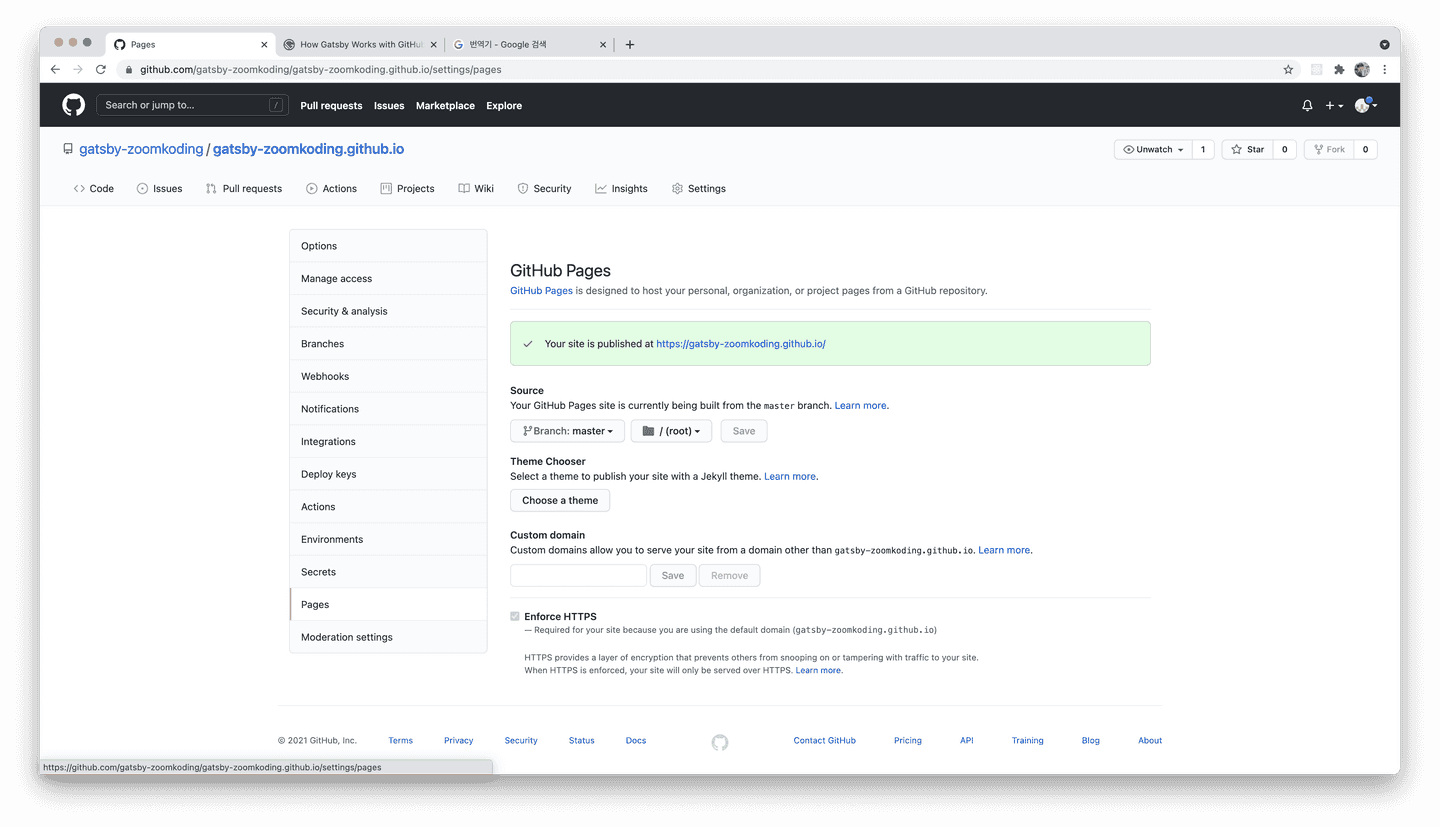 Pages
How Gatsby Works with GitHub
번역기 - Google 검색
github.com/gatsby-zoomkoding/gatsby-zoomkoding.github.io/settings/pages
Search or jump to... /
Pull requests Issues Marketplace Explore
gatsby-zoomkoding / gatsby-zoomkoding.github.io
Unwatch 1 Star 0 Fork 0
Code Issues Pull requests Actions Projects Wiki Security Insights Settings
Options
Manage access
Security & analysis
Branches
Webhooks
Notifications
Integrations
Deploy keys
Actions
Environments
Secrets
Pages
Moderation settings
GitHub Pages
GitHub Pages is designed to host your personal, organization, or project pages from a GitHub repository.
Your site is published at https://gatsby-zoomkoding.github.io/
Source
Your GitHub Pages site is currently being built from the master branch. Learn more.
Branch: master / (root) Save
Theme Chooser
Select a theme to publish your site with a Jekyll theme. Learn more.
Choose a theme
Custom domain
Custom domains allow you to serve your site from a domain other than gatsby-zoomkoding.github.io. Learn more.
Save Remove
Enforce HTTPS
— Required for your site because you are using the default domain (gatsby-zoomkoding.github.io)
HTTPS provides a layer of encryption that prevents others from snooping on or tampering with traffic to your site.
When HTTPS is enforced, your site will only be served over HTTPS. Learn more.
© 2021 GitHub, Inc. Terms Privacy Security Status Docs Contact GitHub Pricing API Training Blog About
https://github.com/gatsby-zoomkoding/gatsby-zoomkoding.github.io/settings/pages